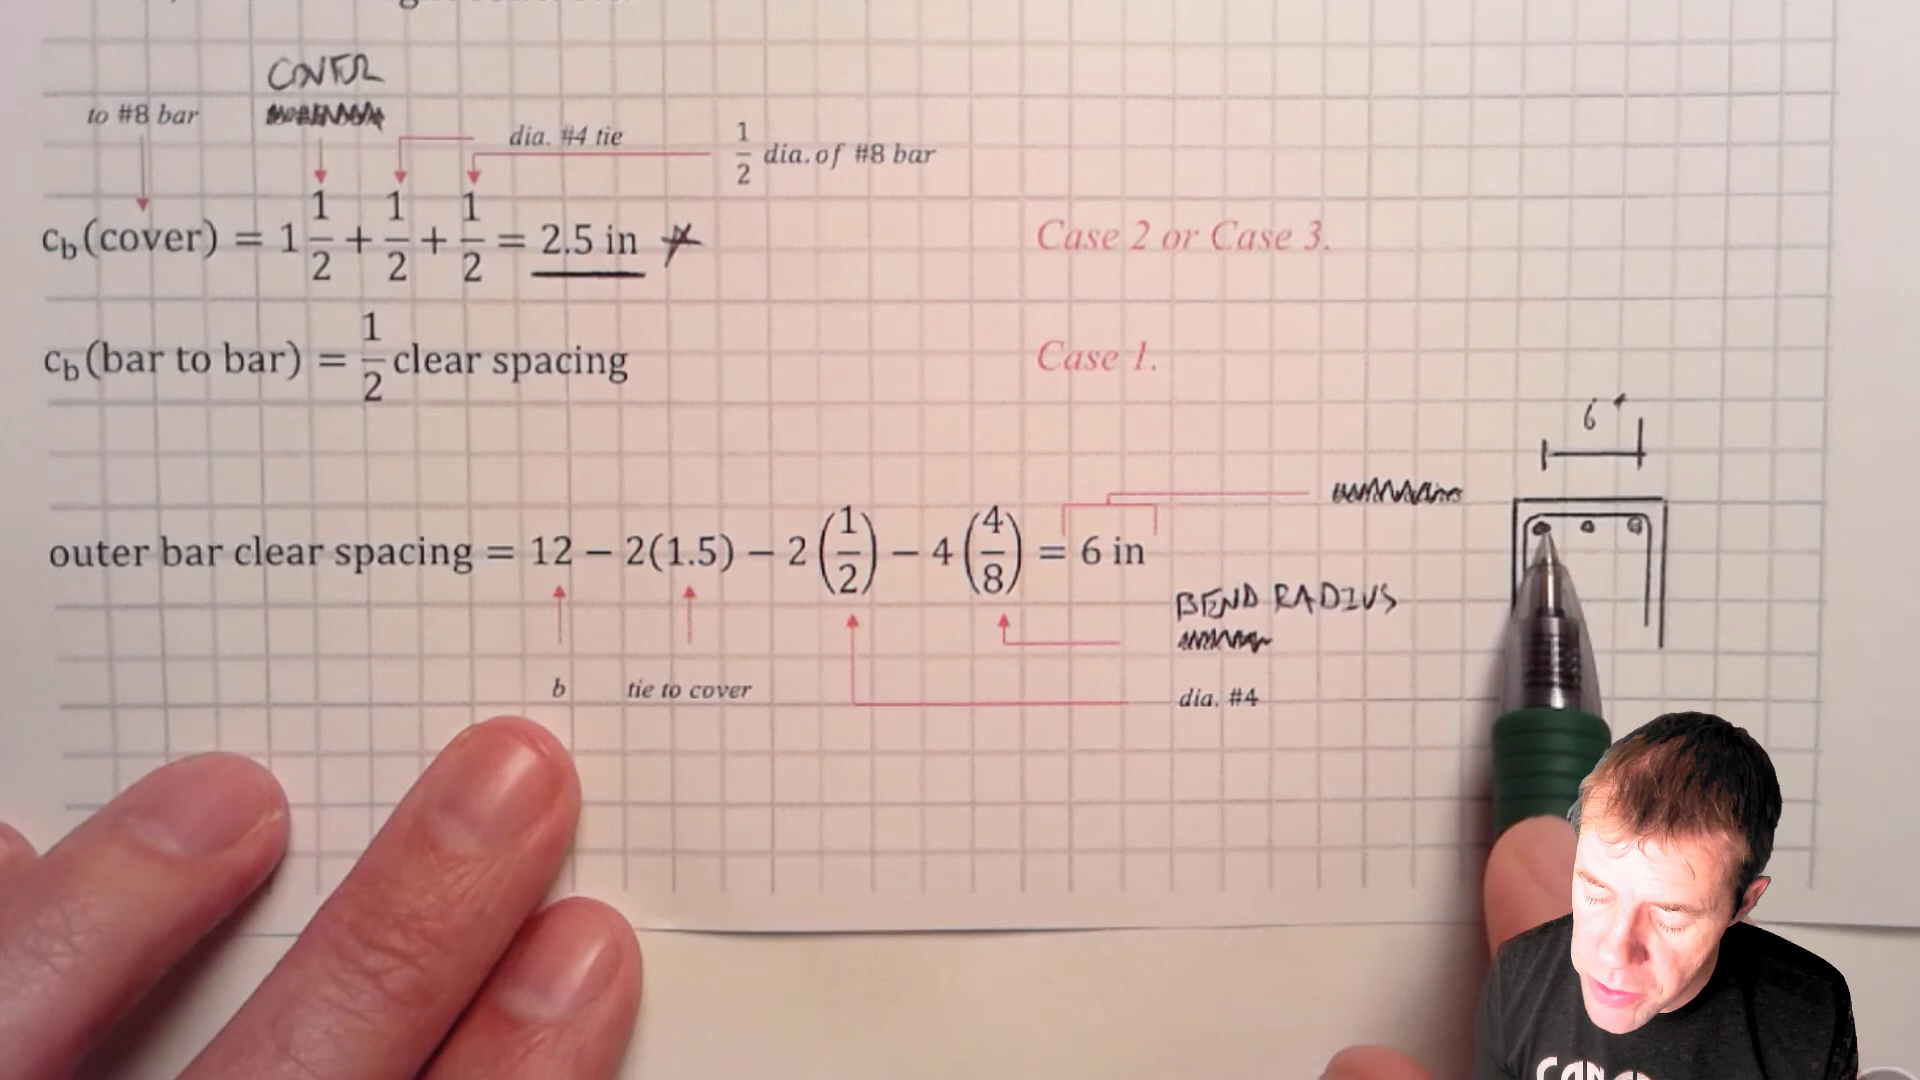 COVER
to #8 bar
dia. #4 tie
1/2 dia. of #8 bar
c_b(cover) = 1 1/2 + 1/2 + 1/2 = 2.5 in
Case 2 or Case 3.
c_b(bar to bar) = 1/2 clear spacing
Case 1.
6"
outer bar clear spacing = 12 − 2(1.5) − 2(1/2) − 4(4/8) = 6 in
BEND RADIUS
b
tie to cover
dia. #4